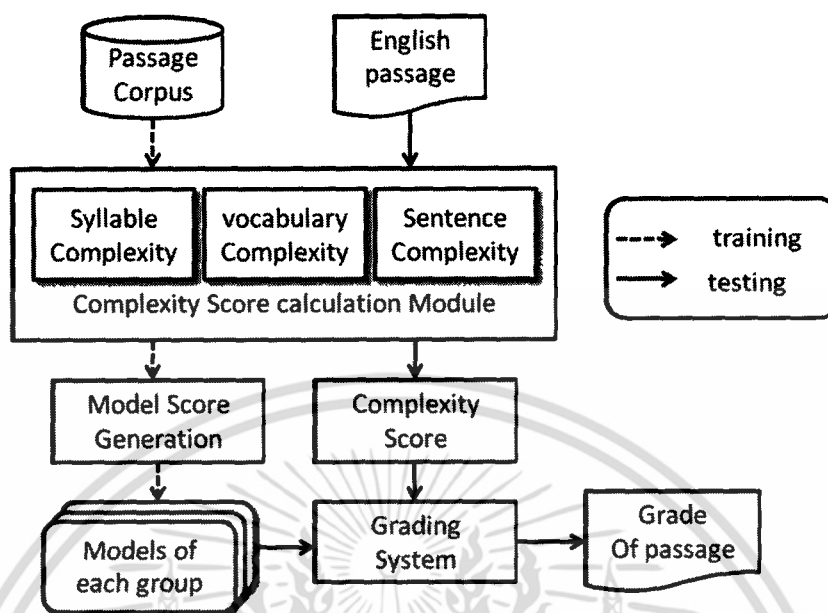 Passage
Corpus
English
passage
Syllable
Complexity
vocabulary
Complexity
Sentence
Complexity
Complexity Score calculation Module
training
testing
Model Score
Generation
Complexity
Score
Models of
each group
Grading
System
Grade
Of passage